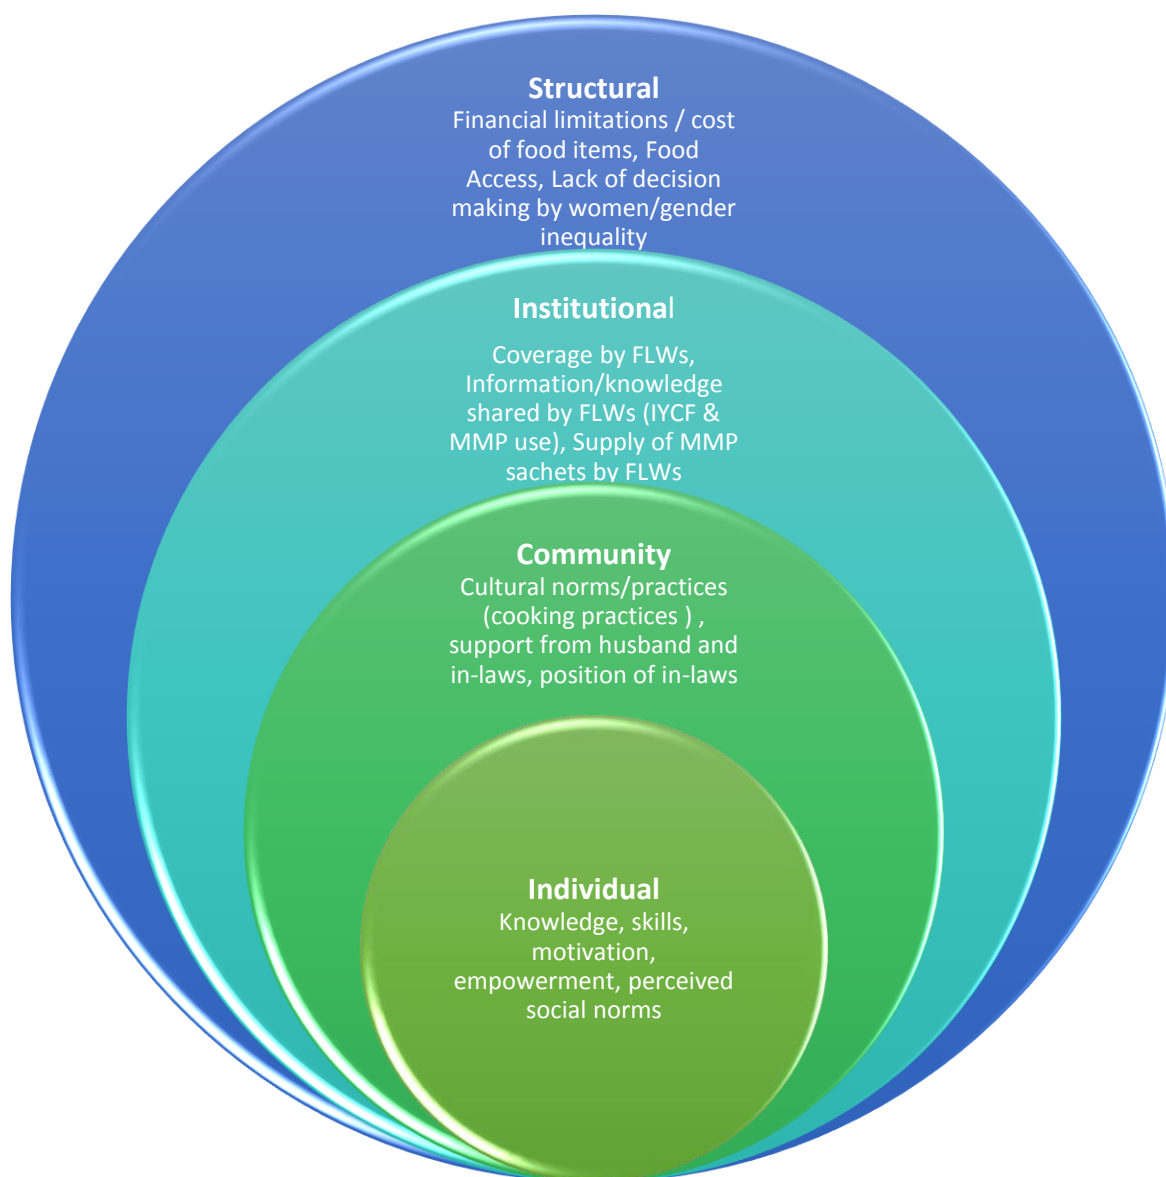 Structural
Financial limitations / cost
of food items, Food
Access, Lack of decision
making by women/gender
inequality
Institutional
Coverage by FLWs,
Information/knowledge
shared by FLWs (IYCF &
MMP use), Supply of MMP
sachets by FLWs
Community
Cultural norms/practices
(cooking practices ) ,
support from husband and
in-laws, position of in-laws
Individual
Knowledge, skills,
motivation,
empowerment, perceived
social norms